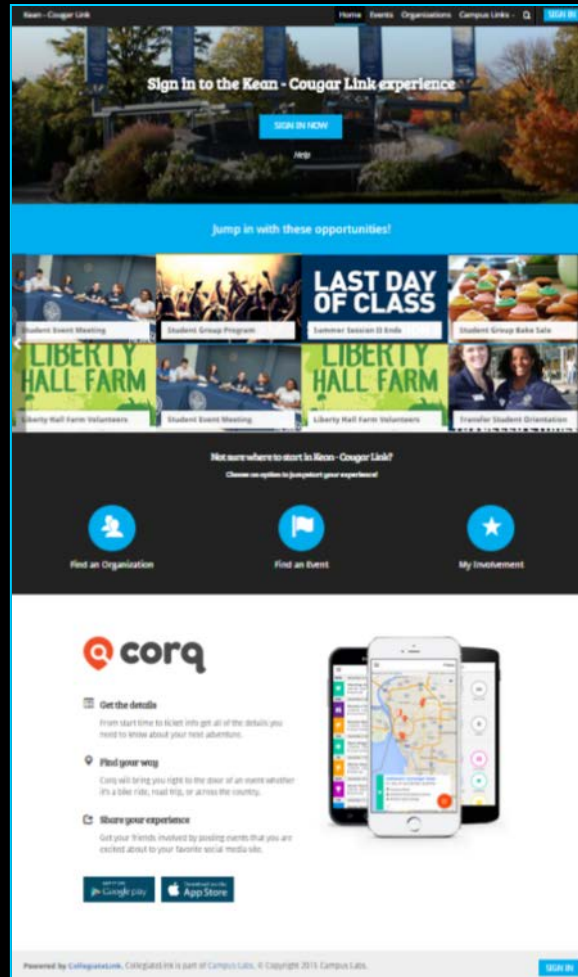 Kean - Cougar Link
Home Events Organizations Campus Links SIGN IN
Sign in to the Kean - Cougar Link experience
SIGN IN NOW
Help
Jump in with these opportunities!
LAST DAY
OF CLASS
Student Event Meeting
Student Group Program
Summer Session II Ends
Student Group Bake Sale
LIBERTY
HALL FARM
LIBERTY
HALL FARM
Liberty Hall Farm Volunteers
Student Event Meeting
Liberty Hall Farm Volunteers
Transfer Student Orientation
Not sure where to start in Kean - Cougar Link?
Choose an option to jumpstart your experience!
Find an Organization
Find an Event
My Involvement
corq
Get the details
From start time to ticket info get all of the details you
need to know about your next adventure.
Find your way
Corq will bring you right to the door of an event whether
it's a bike ride, road trip, or across the country.
Share your experience
Get your friends involved by posting events that you are
excited about to your favorite social media site.
GET IT ON
Google play
Download on the
App Store
Powered by CollegiateLink. CollegiateLink is part of Campus Labs. © Copyright 2015 Campus Labs.
SIGN IN